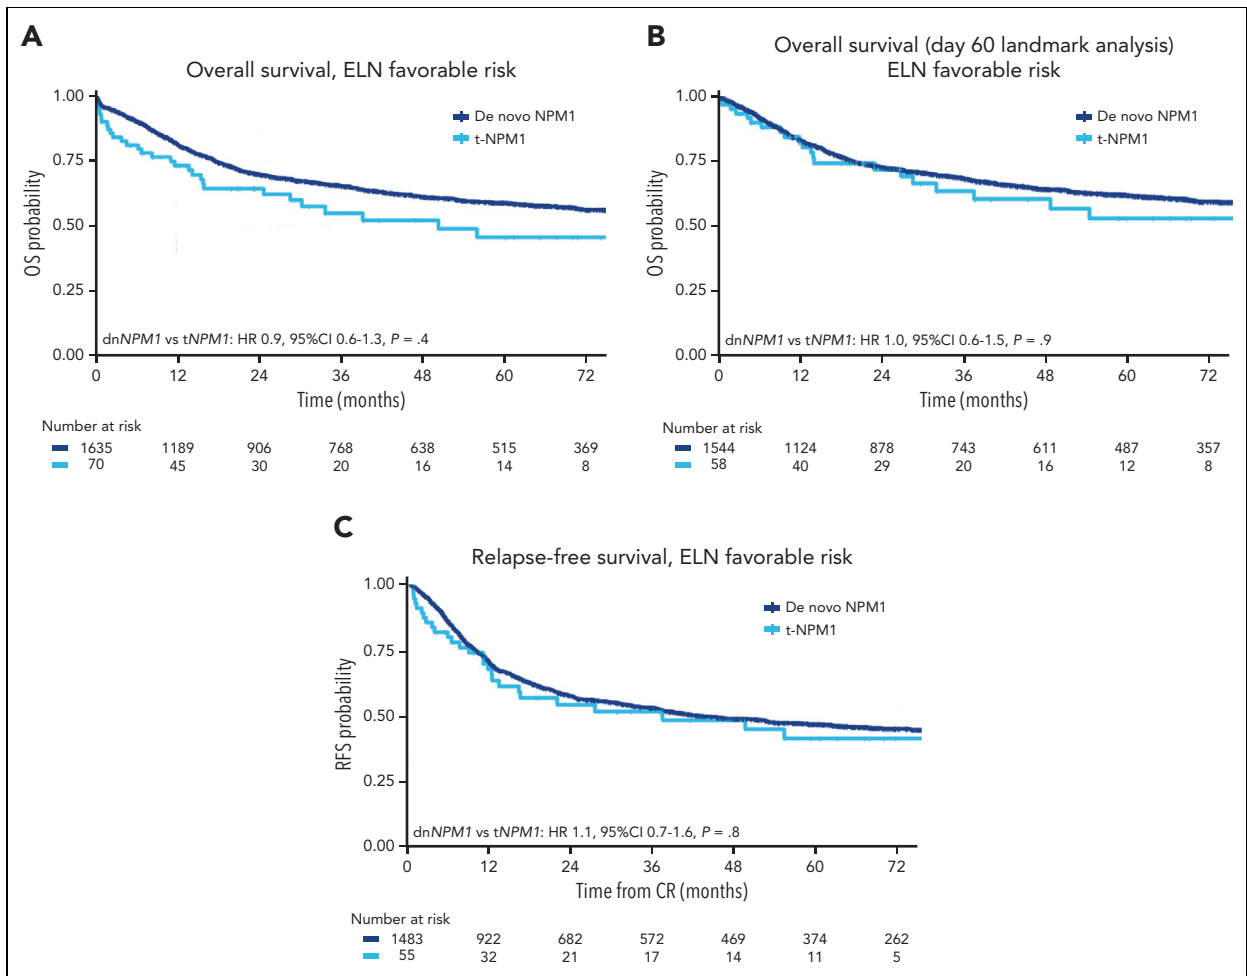 A
Overall survival, ELN favorable risk
1.00
0.75
0.50
0.25
0.00
OS probability
De novo NPM1
t-NPM1
dnNPM1 vs tNPM1: HR 0.9, 95%CI 0.6-1.3, P = .4
0 12 24 36 48 60 72
Time (months)
Number at risk
1635 1189 906 768 638 515 369
70 45 30 20 16 14 8
B
Overall survival (day 60 landmark analysis)
ELN favorable risk
1.00
0.75
0.50
0.25
0.00
OS probability
De novo NPM1
t-NPM1
dnNPM1 vs tNPM1: HR 1.0, 95%CI 0.6-1.5, P = .9
0 12 24 36 48 60 72
Time (months)
Number at risk
1544 1124 878 743 611 487 357
58 40 29 20 16 12 8
C
Relapse-free survival, ELN favorable risk
1.00
0.75
0.50
0.25
0.00
RFS probability
De novo NPM1
t-NPM1
dnNPM1 vs tNPM1: HR 1.1, 95%CI 0.7-1.6, P = .8
0 12 24 36 48 60 72
Time from CR (months)
Number at risk
1483 922 682 572 469 374 262
55 32 21 17 14 11 5